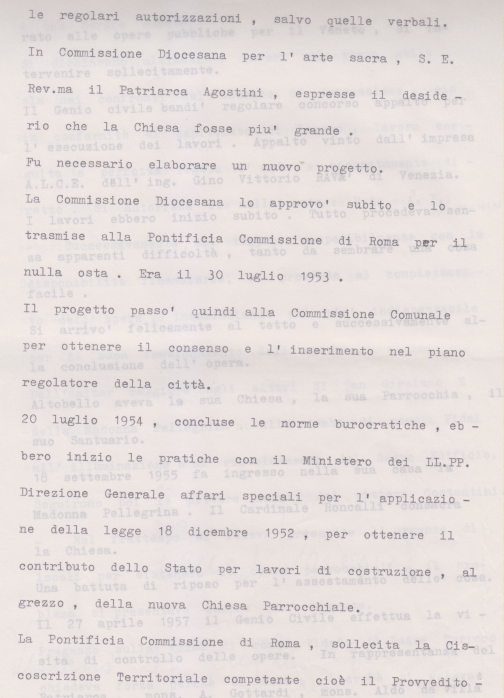 le regolari autorizzazioni , salvo quelle verbali.
In Commissione Diocesana per l' arte sacra , S. E.
Rev.ma il Patriarca Agostini , espresse il deside -
rio che la Chiesa fosse piu' grande .
Fu necessario elaborare un nuovo progetto.
La Commissione Diocesana lo approvo' subito e lo
trasmise alla Pontificia Commissione di Roma per il
nulla osta . Era il 30 luglio 1953 .
Il progetto passo' quindi alla Commissione Comunale
per ottenere il consenso e l' inserimento nel piano
regolatore della città.
20 luglio 1954 , concluse le norme burocratiche , eb -
bero inizio le pratiche con il Ministero dei LL.PP.
Direzione Generale affari speciali per l' applicazio -
ne della legge 18 dicembre 1952 , per ottenere il
contributo dello Stato per lavori di costruzione , al
grezzo , della nuova Chiesa Parrocchiale.
La Pontificia Commissione di Roma , sollecita la Cis-
coscrizione Territoriale competente cioè il Provvedito -